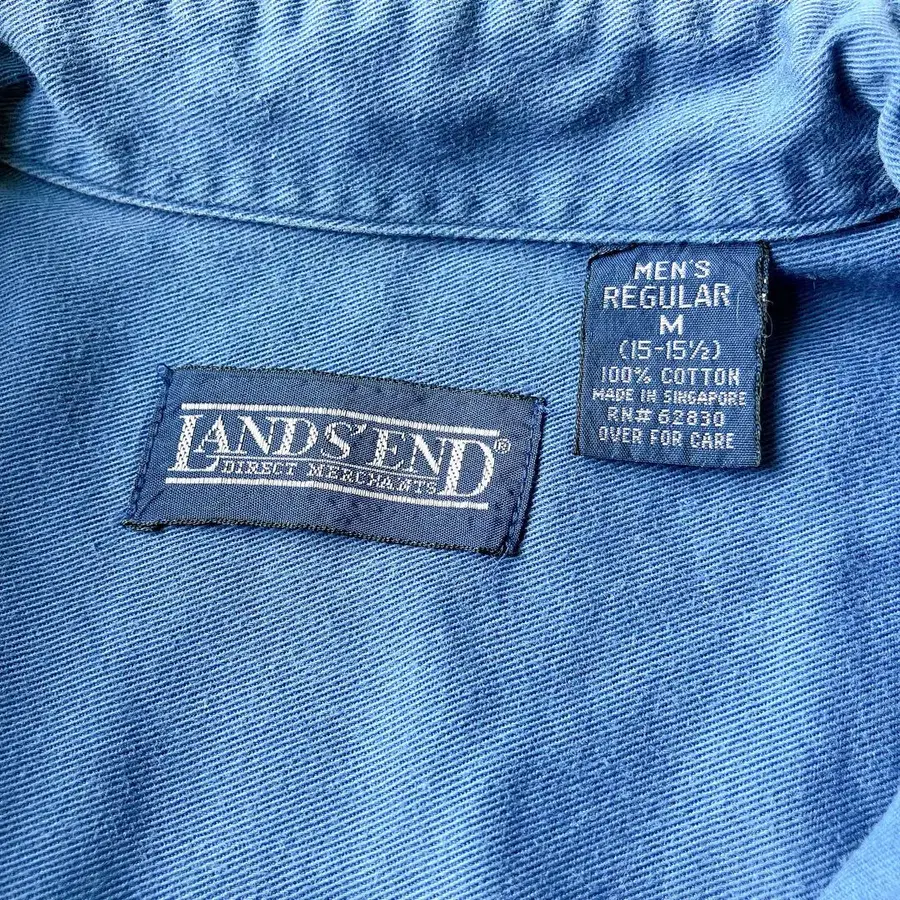 LANDS' END®
DIRECT MERCHANTS
MEN'S
REGULAR
M
(15-15½)
100% COTTON
MADE IN SINGAPORE
RN# 62830
OVER FOR CARE